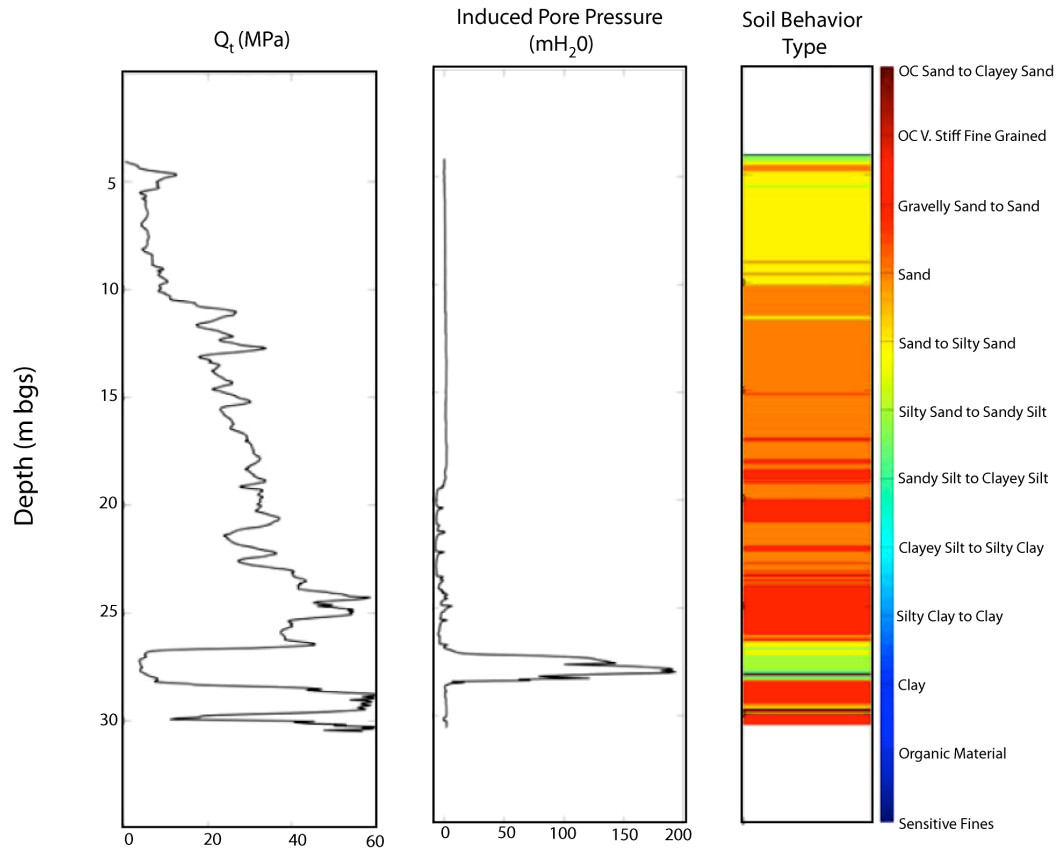 Q_t (MPa)
Induced Pore Pressure
(mH_20)
Soil Behavior
Type
Depth (m bgs)
5
10
15
20
25
30
0
20
40
60
0
50
100
150
200
OC Sand to Clayey Sand
OC V. Stiff Fine Grained
Gravelly Sand to Sand
Sand
Sand to Silty Sand
Silty Sand to Sandy Silt
Sandy Silt to Clayey Silt
Clayey Silt to Silty Clay
Silty Clay to Clay
Clay
Organic Material
Sensitive Fines